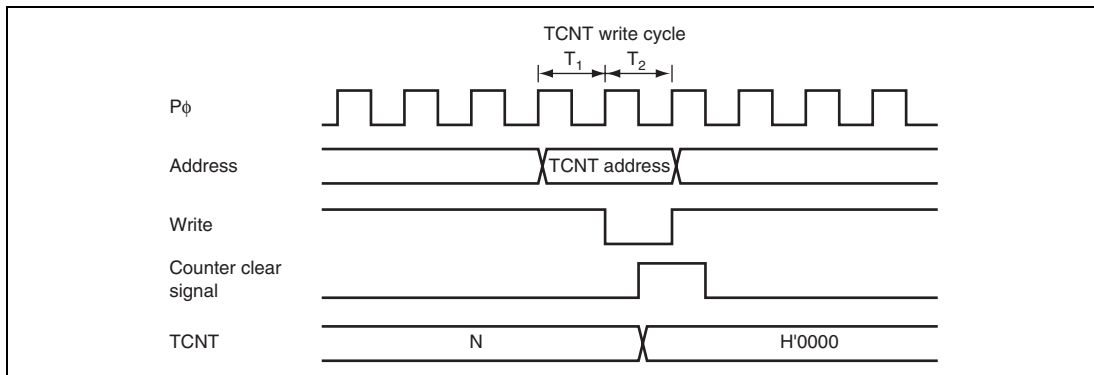 TCNT write cycle
T1 T2
Pϕ
Address
TCNT address
Write
Counter clear
signal
TCNT
N
H'0000